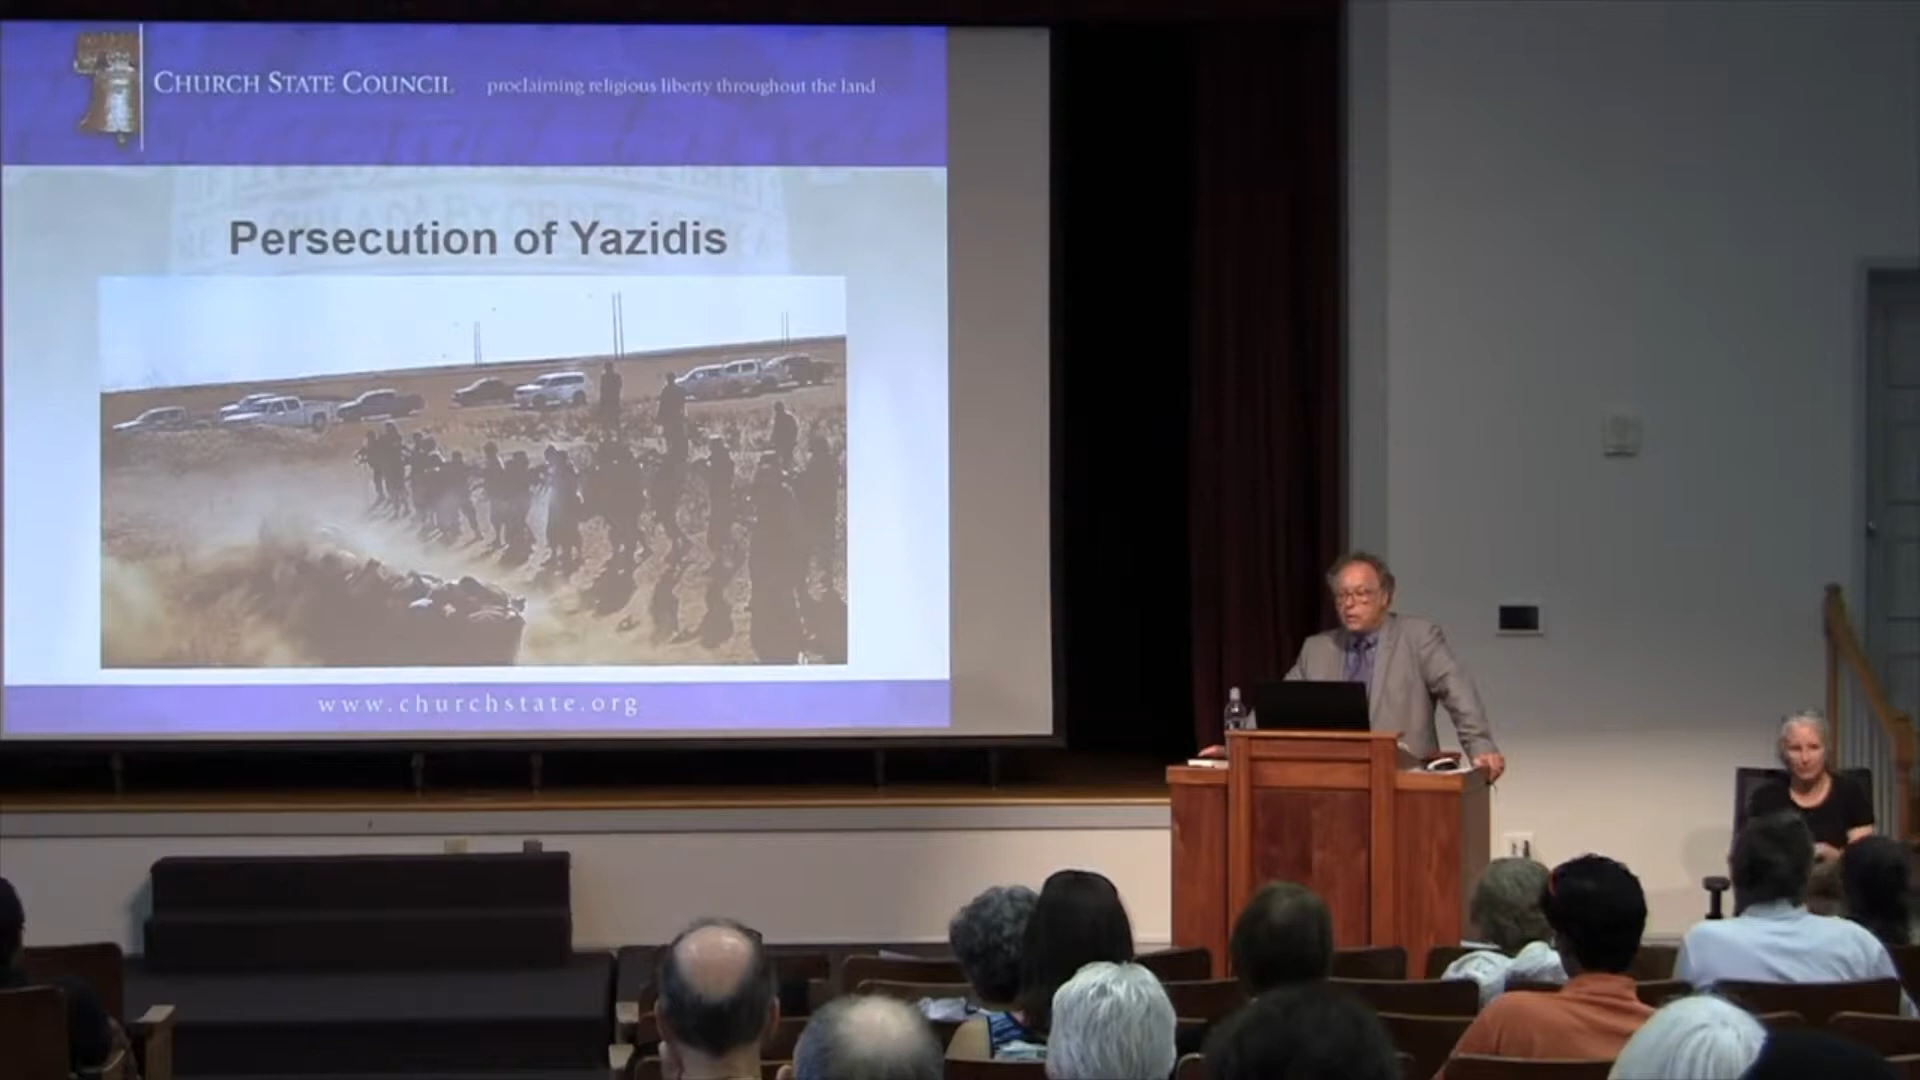 CHURCH STATE COUNCIL proclaiming religious liberty throughout the land
Persecution of Yazidis
www.churchstate.org